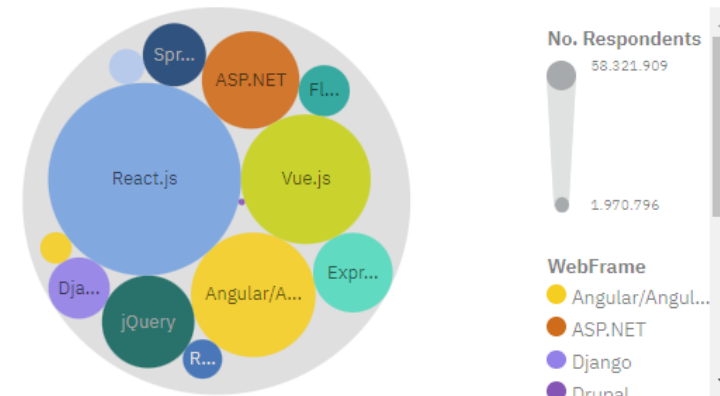 Spr...
ASP.NET
Fl...
React.js
Vue.js
Expr...
Dja...
Angular/A...
jQuery
R...
No. Respondents
58.321.909
1.970.796
WebFrame
Angular/Angul...
ASP.NET
Django
Drupal